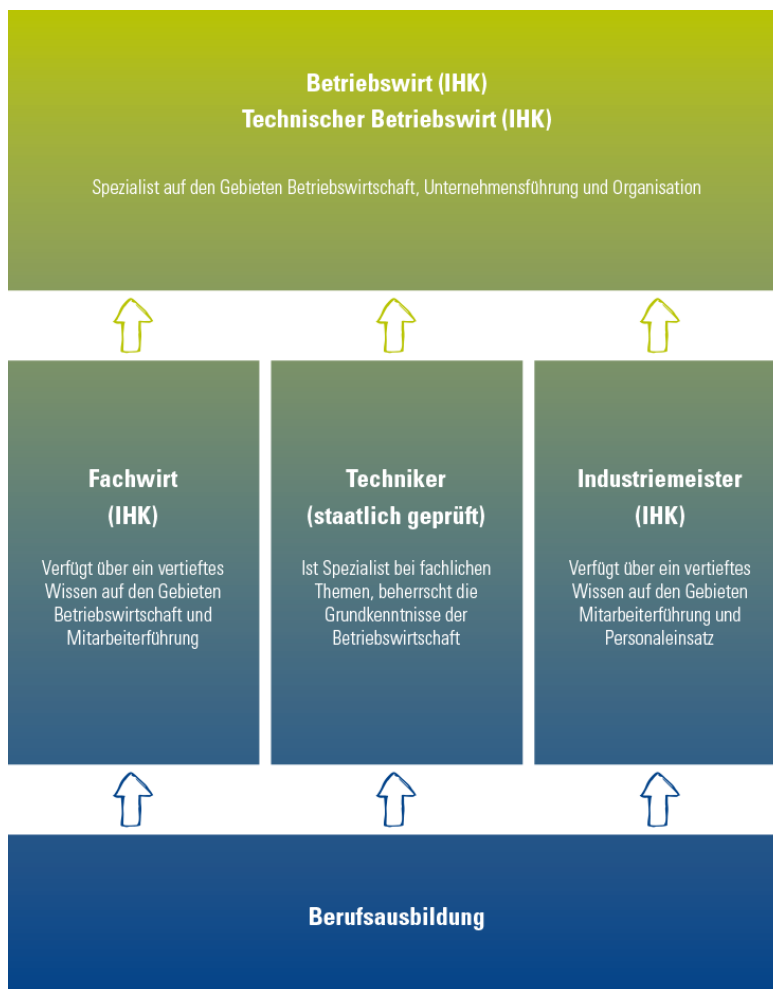 Betriebswirt (IHK)
Technischer Betriebswirt (IHK)
Spezialist auf den Gebieten Betriebswirtschaft, Unternehmensführung und Organisation
Fachwirt
(IHK)
Verfügt über ein vertieftes
Wissen auf den Gebieten
Betriebswirtschaft und
Mitarbeiterführung
Techniker
(staatlich geprüft)
Ist Spezialist bei fachlichen
Themen, beherrscht die
Grundkenntnisse der
Betriebswirtschaft
Industriemeister
(IHK)
Verfügt über ein vertieftes
Wissen auf den Gebieten
Mitarbeiterführung und
Personaleinsatz
Berufsausbildung